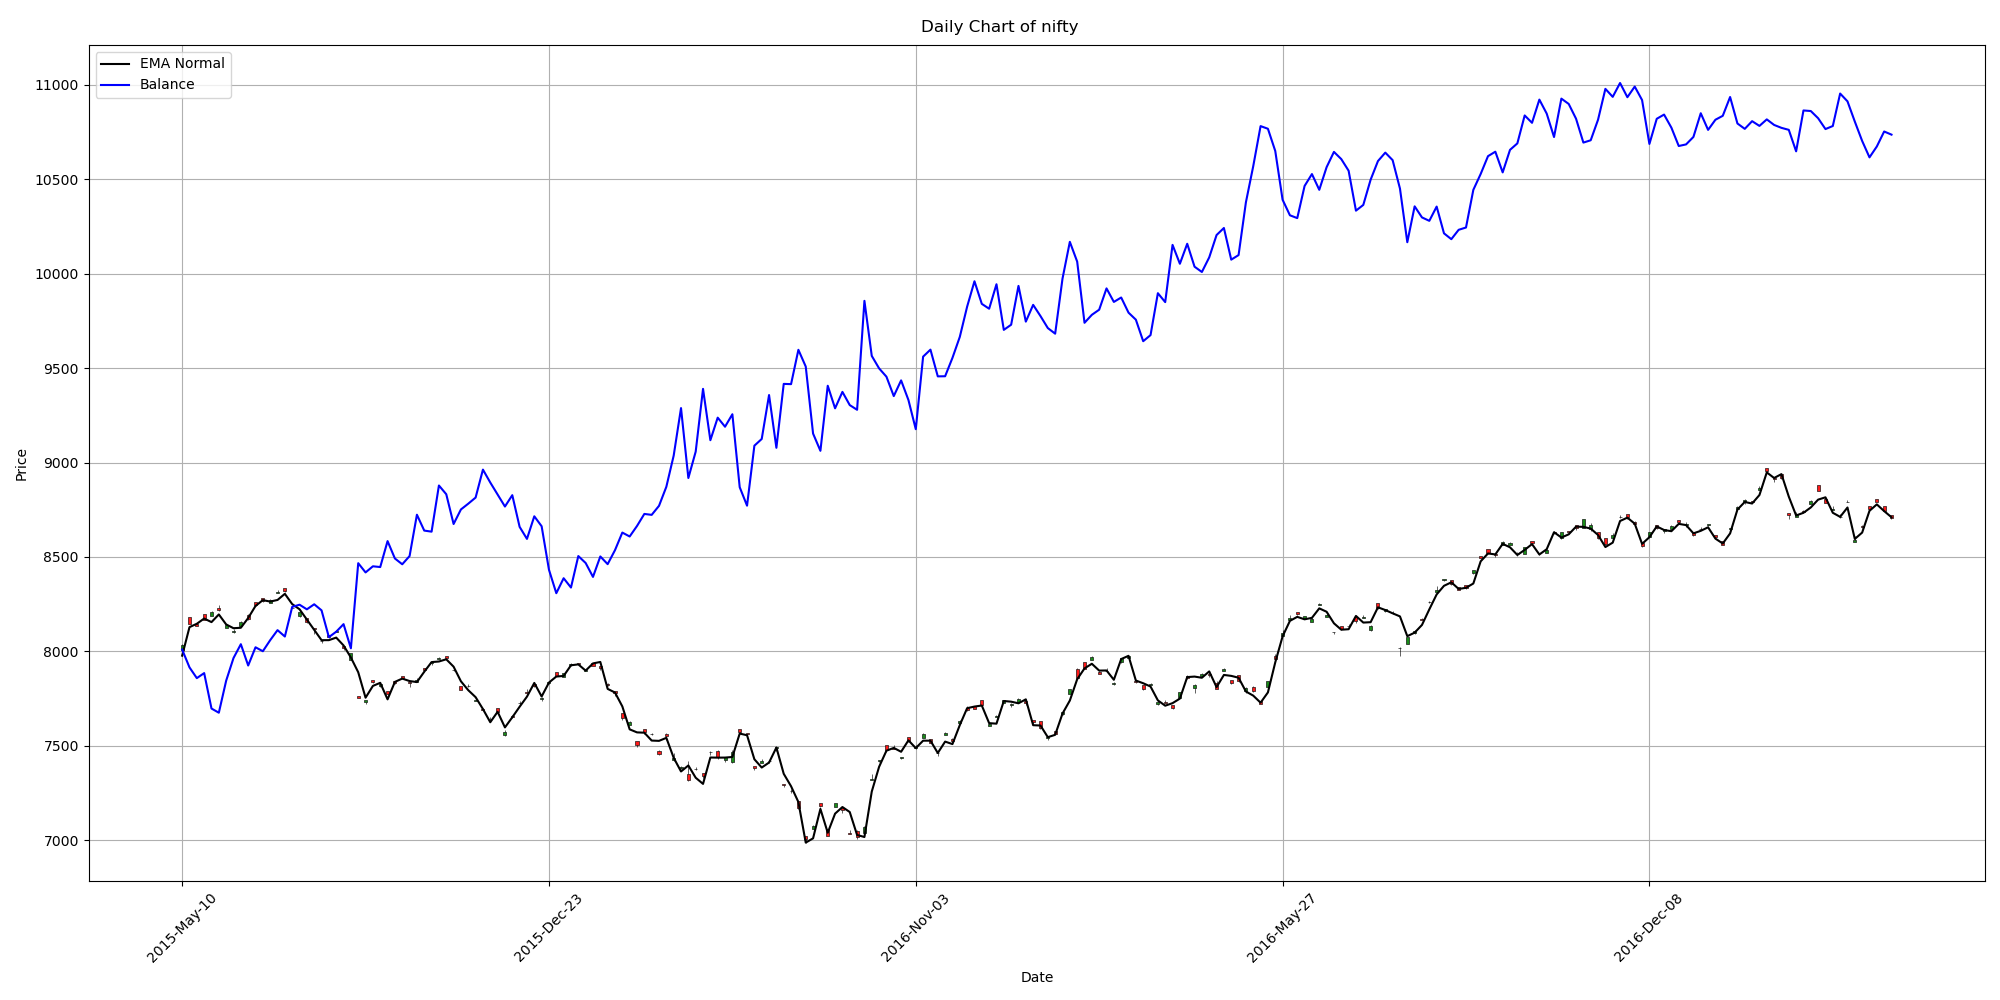 Daily Chart of nifty
EMA Normal
Balance
11000
10500
10000
9500
9000
8500
8000
7500
7000
Price
2015-May-10
2015-Dec-23
2016-Nov-03
2016-May-27
2016-Dec-08
Date